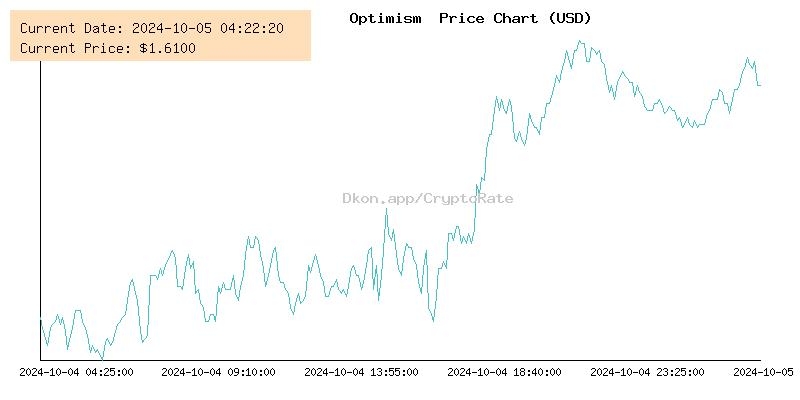 Optimism Price Chart (USD)
Current Date: 2024-10-05 04:22:20
Current Price: $1.6100
Dkon.app/CryptoRate
2024-10-04 04:25:00 2024-10-04 09:10:00 2024-10-04 13:55:00 2024-10-04 18:40:00 2024-10-04 23:25:00 2024-10-05